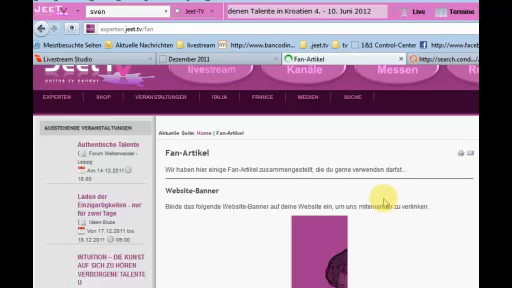 JEET sven Jeet-TV denen Talente in Kroatien 4. - 10. Juni 2012 Live Termine
experten.jeet.tv/fan
Meistbesuchte Seiten Aktuelle Nachrichten livestream http://www.bancodin... .jeet.tv tv 1&1 Control-Center http://www.faceb
Livestream Studio Dezember 2011 Fan-Artikel http://search.cond...
Jeet-TV livestream Kanäle Messen
online tv sender
EXPERTEN SHOP VERANSTALTUNGEN ITALIA FRANCE MEDIEN SUCHE
AUSSTEHENDE VERANSTALTUNGEN
Authentische Talente
Forum Wetterwasser -
Leipzig
Am 14.12.2011
18.00
Laden der
Einzigartigkeiten - nur
für zwei Tage
Ideen-Stube
Von 17.12.2011 bis
18.12.2011 09:00
INTUITION – DIE KUNST
AUF SICH ZU HÖREN
VERBORGENE TALENTE
U
Aktuelle Seite: Home | Fan-Artikel
Fan-Artikel
Wir haben hier einige Fan-Artikel zusammengestellt, die du gerne verwenden darfst...
Website-Banner
Binde das folgende Website-Banner auf deine Website ein, um uns miteinander zu verlinken.